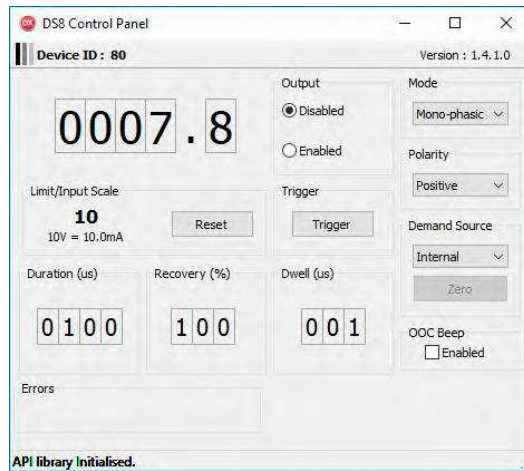 DS8 Control Panel
Device ID : 80
Version : 1.4.1.0
0007.8
Output
Disabled
Enabled
Mode
Mono-phasic
Polarity
Positive
Limit/Input Scale
10
10V = 10.0mA
Reset
Trigger
Trigger
Demand Source
Internal
Zero
Duration (us)
0100
Recovery (%)
100
Dwell (us)
001
OOC Beep
Enabled
Errors
API library Initialised.